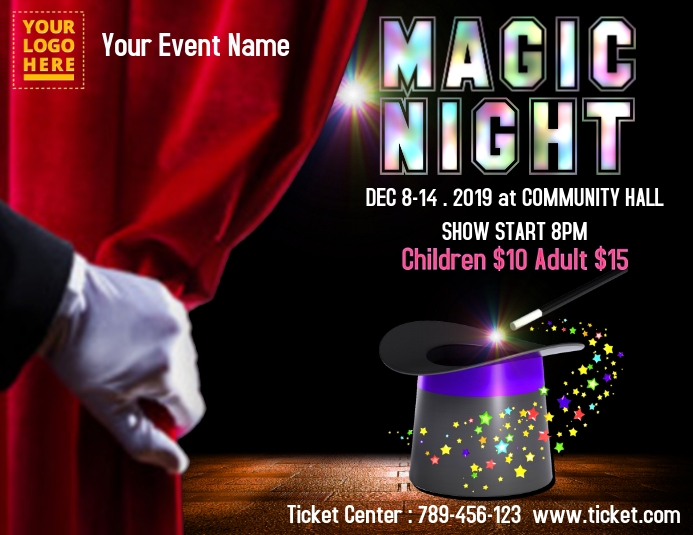 YOUR
LOGO
HERE
Your Event Name
MAGIC
NIGHT
DEC 8-14 . 2019 at COMMUNITY HALL
SHOW START 8PM
Children $10 Adult $15
Ticket Center : 789-456-123 www.ticket.com